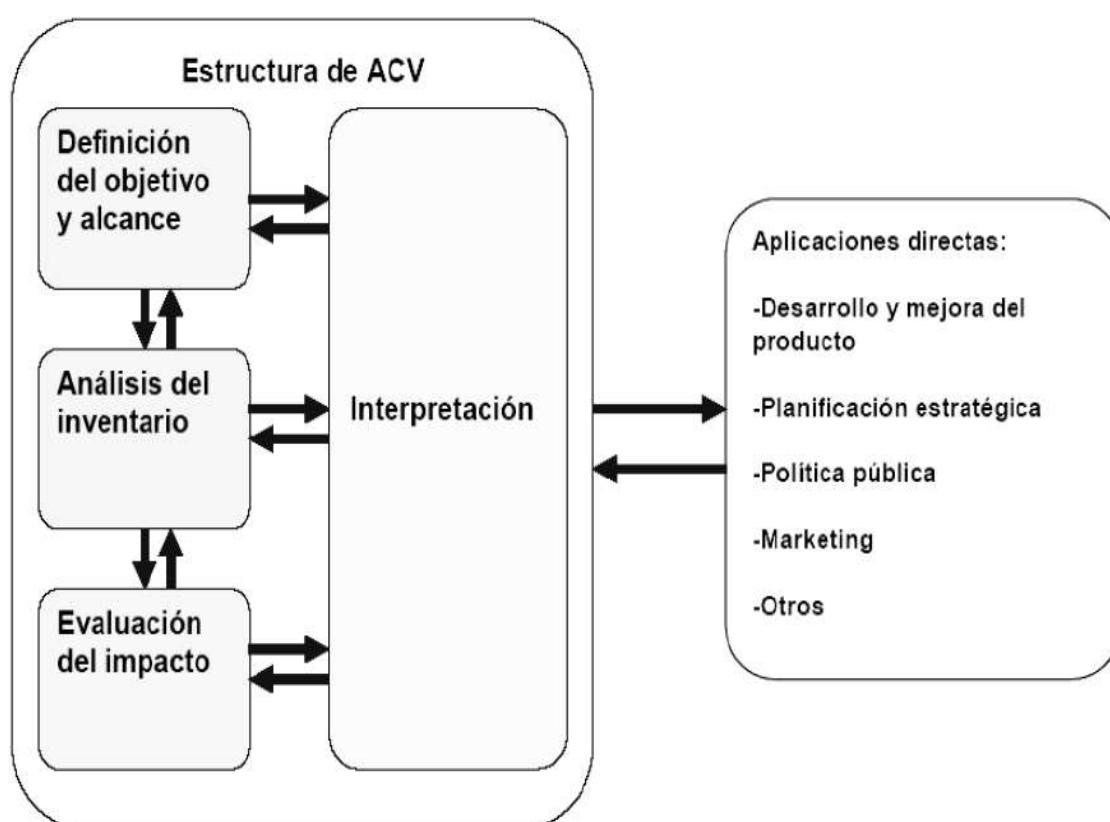 Estructura de ACV
Definición
del objetivo
y alcance
Análisis del
inventario
Evaluación
del impacto
Interpretación
Aplicaciones directas:
-Desarrollo y mejora del
producto
-Planificación estratégica
-Política pública
-Marketing
-Otros